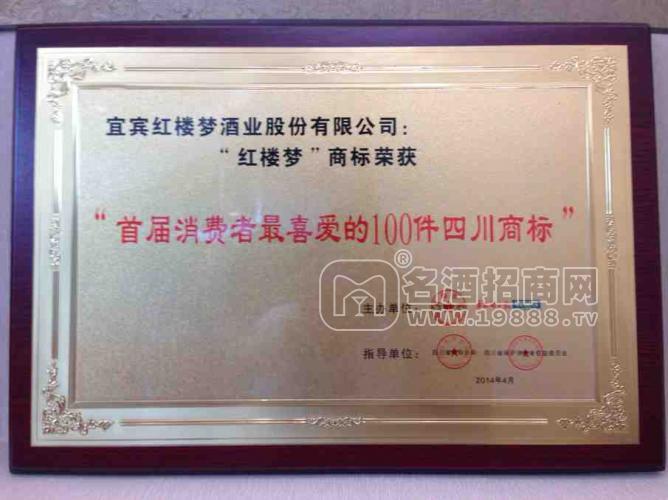 宜宾红楼梦酒业股份有限公司：
“红楼梦”商标荣获
“首届消费者最喜爱的100件四川商标”
®
名酒招商网
www.19888.tv
主办单位：
指导单位：
2014年4月